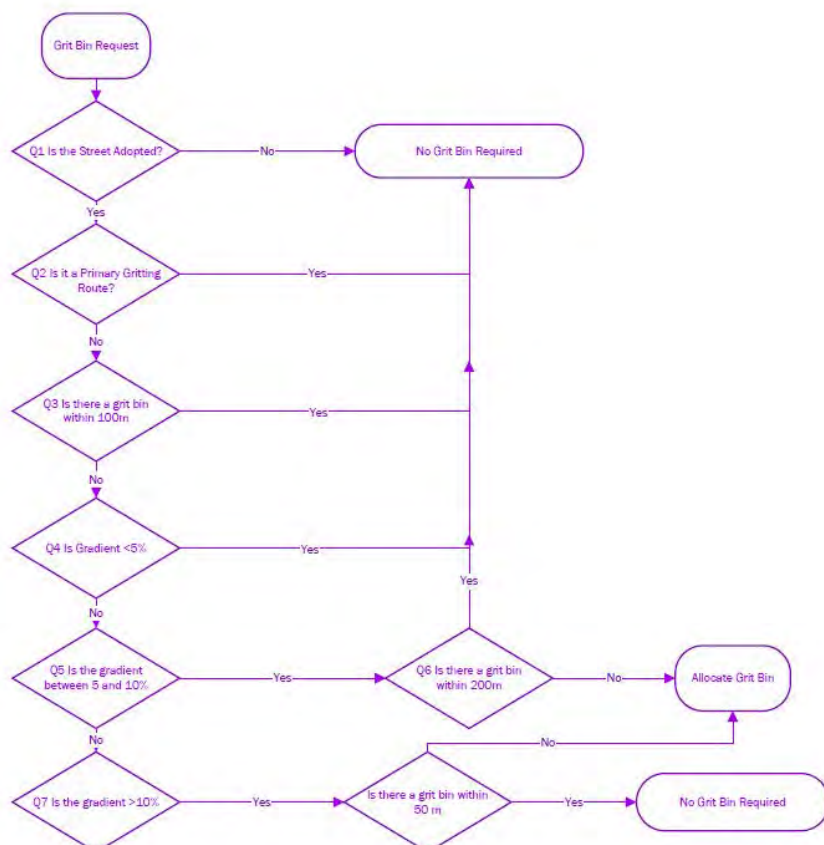 Grit Bin Request
Q1 Is the Street Adopted?
No
No Grit Bin Required
Yes
Q2 Is it a Primary Gritting
Route?
Yes
No
Q3 Is there a grit bin
within 100m
Yes
No
Q4 Is Gradient <5%
Yes
Yes
No
Q5 Is the gradient
between 5 and 10%
Yes
Q6 Is there a grit bin
within 200m
No
Allocate Grit Bin
No
No
Q7 Is the gradient >10%
Yes
Is there a grit bin within
50 m
Yes
No Grit Bin Required